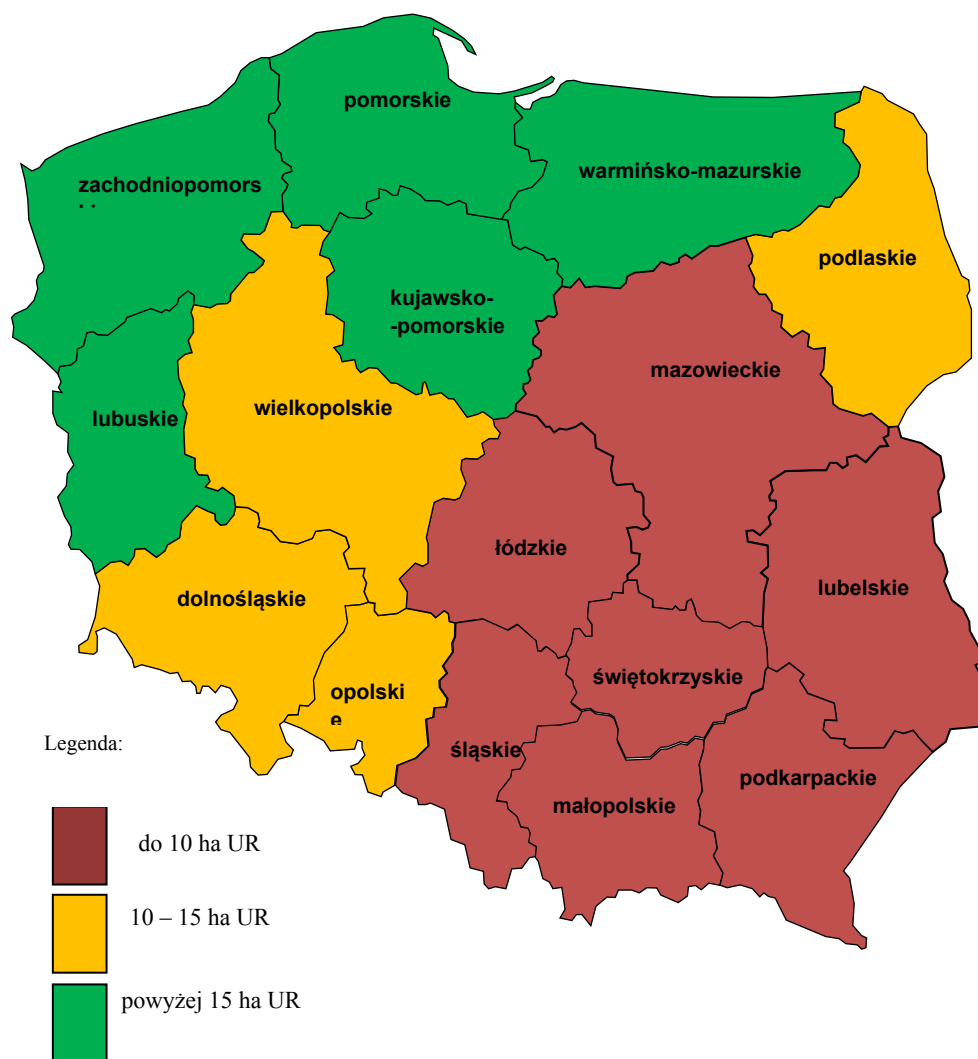 pomorskie
zachodniopomors
warmińsko-mazurskie
podlaskie
kujawsko-
-pomorskie
mazowieckie
wielkopolskie
lubuskie
łódzkie
lubelskie
dolnośląskie
świętokrzyskie
opolski
e
Legenda:
śląskie
podkarpackie
małopolskie
do 10 ha UR
10 – 15 ha UR
powyżej 15 ha UR